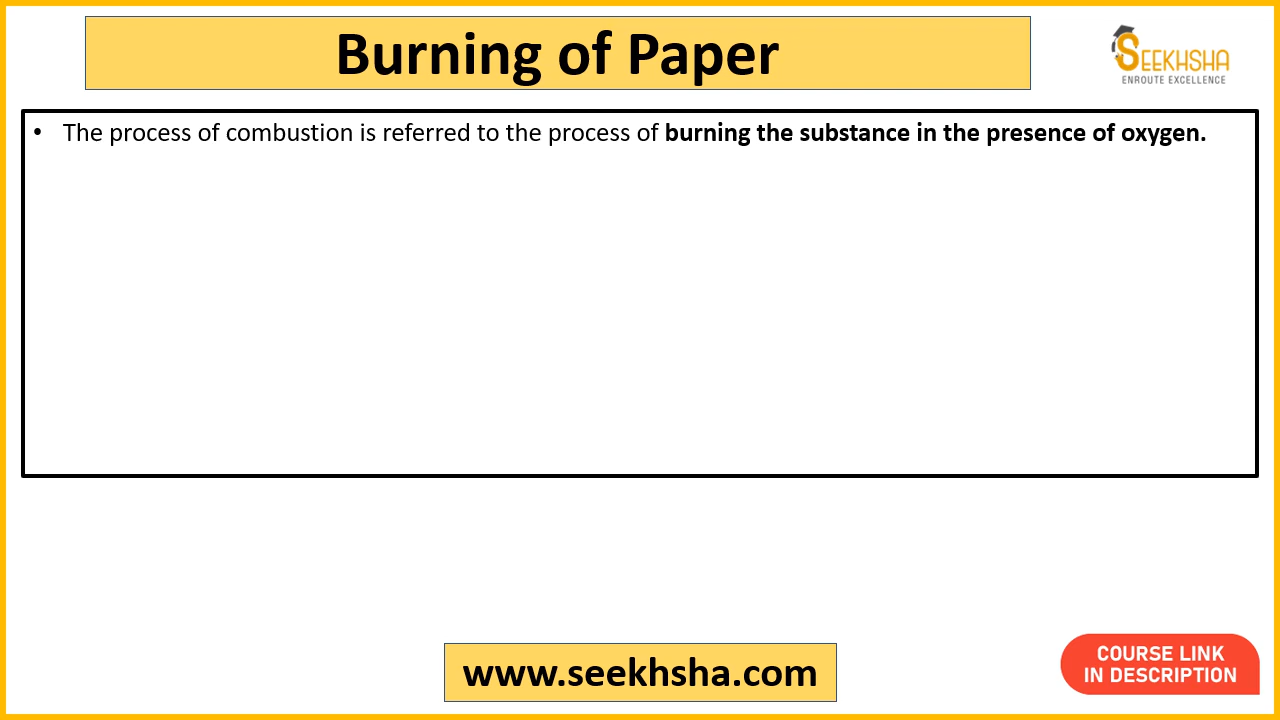 Burning of Paper
SEEKHSHA
ENROUTE EXCELLENCE
• The process of combustion is referred to the process of burning the substance in the presence of oxygen.
www.seekhsha.com
COURSE LINK
IN DESCRIPTION